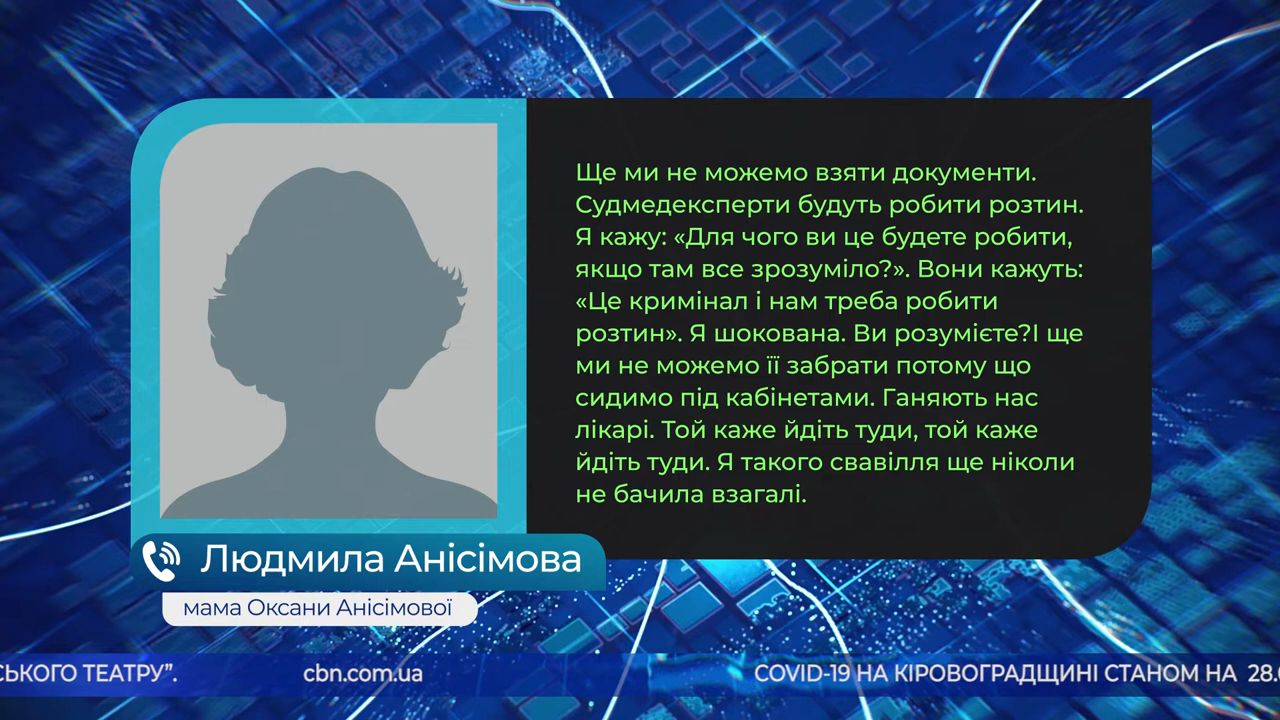 Ще ми не можемо взяти документи.
Судмедексперти будуть робити розтин.
Я кажу: «Для чого ви це будете робити,
якщо там все зрозуміло?». Вони кажуть:
«Це кримінал і нам треба робити
розтин». Я шокована. Ви розумієте?І ще
ми не можемо її забрати потому що
сидимо під кабінетами. Ганяють нас
лікарі. Той каже йдіть туди, той каже
йдіть туди. Я такого свавілля ще ніколи
не бачила взагалі.
Людмила Анісімова
мама Оксани Анісімової
СЬКОГО ТЕАТРУ”. cbn.com.ua COVID-19 НА КІРОВОГРАДЩИНІ СТАНОМ НА 28.